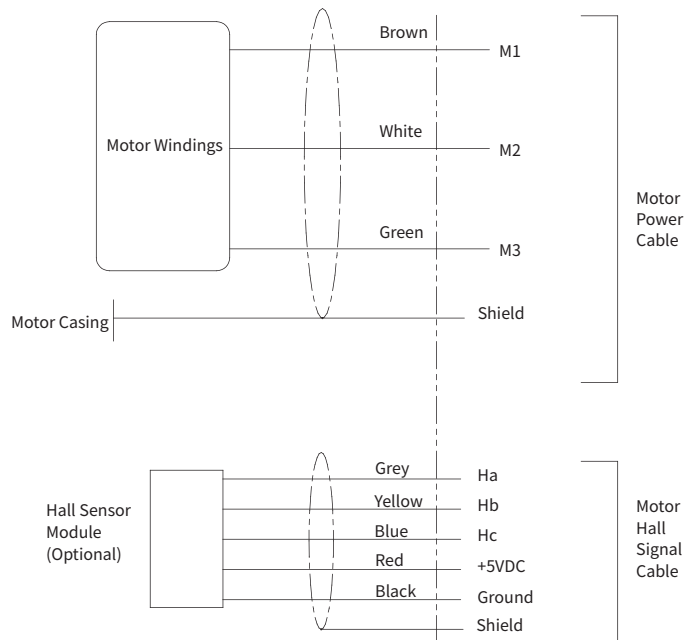 Brown
M1
Motor Windings
White
M2
Green
M3
Motor
Power
Cable
Motor Casing
Shield
Hall Sensor
Module
(Optional)
Grey
Ha
Yellow
Hb
Blue
Hc
Red
+5VDC
Black
Ground
Shield
Motor
Hall
Signal
Cable